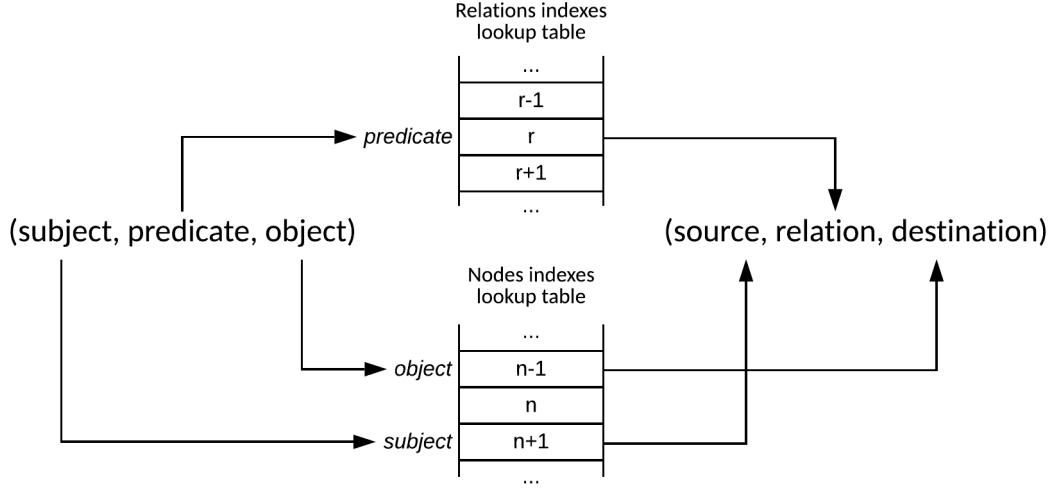 Relations indexes
lookup table
...
r-1
predicate r
r+1
...
(subject, predicate, object)
(source, relation, destination)
Nodes indexes
lookup table
...
object n-1
n
subject n+1
...